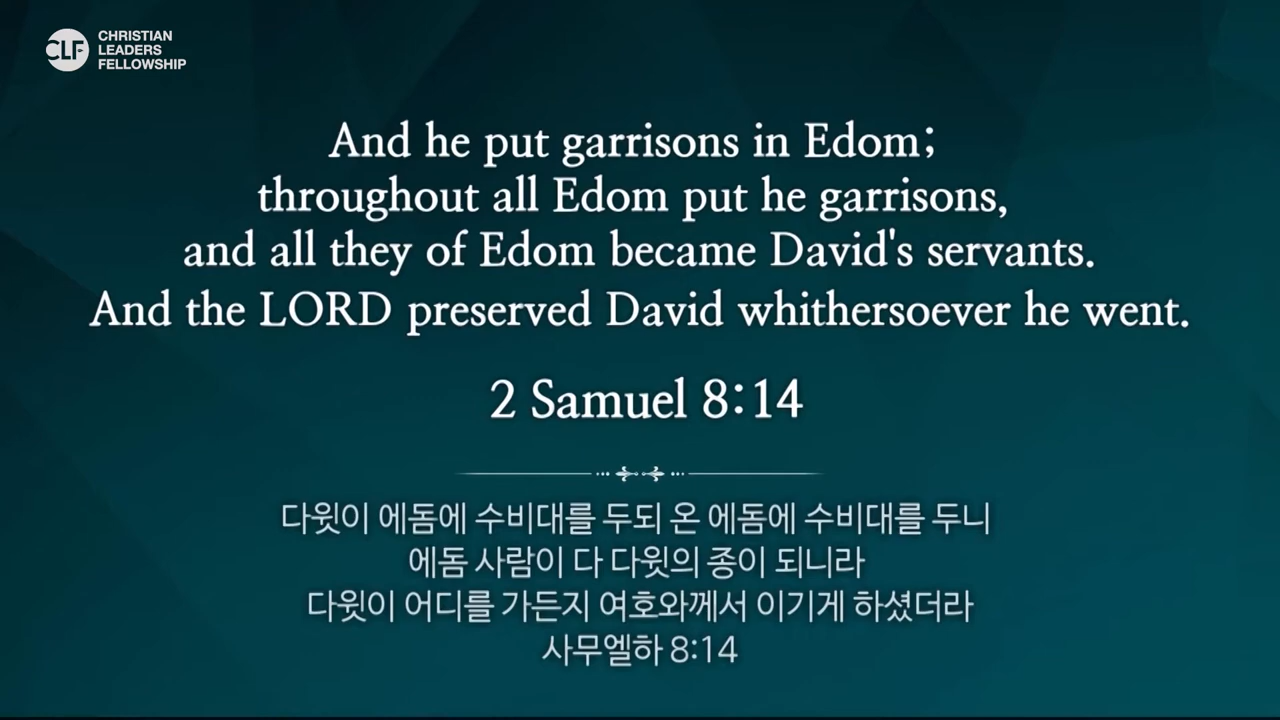 CLF
CHRISTIAN
LEADERS
FELLOWSHIP
And he put garrisons in Edom;
throughout all Edom put he garrisons,
and all they of Edom became David's servants.
And the LORD preserved David whithersoever he went.
2 Samuel 8:14
다윗이 에돔에 수비대를 두되 온 에돔에 수비대를 두니
에돔 사람이 다 다윗의 종이 되니라
다윗이 어디를 가든지 여호와께서 이기게 하셨더라
사무엘하 8:14